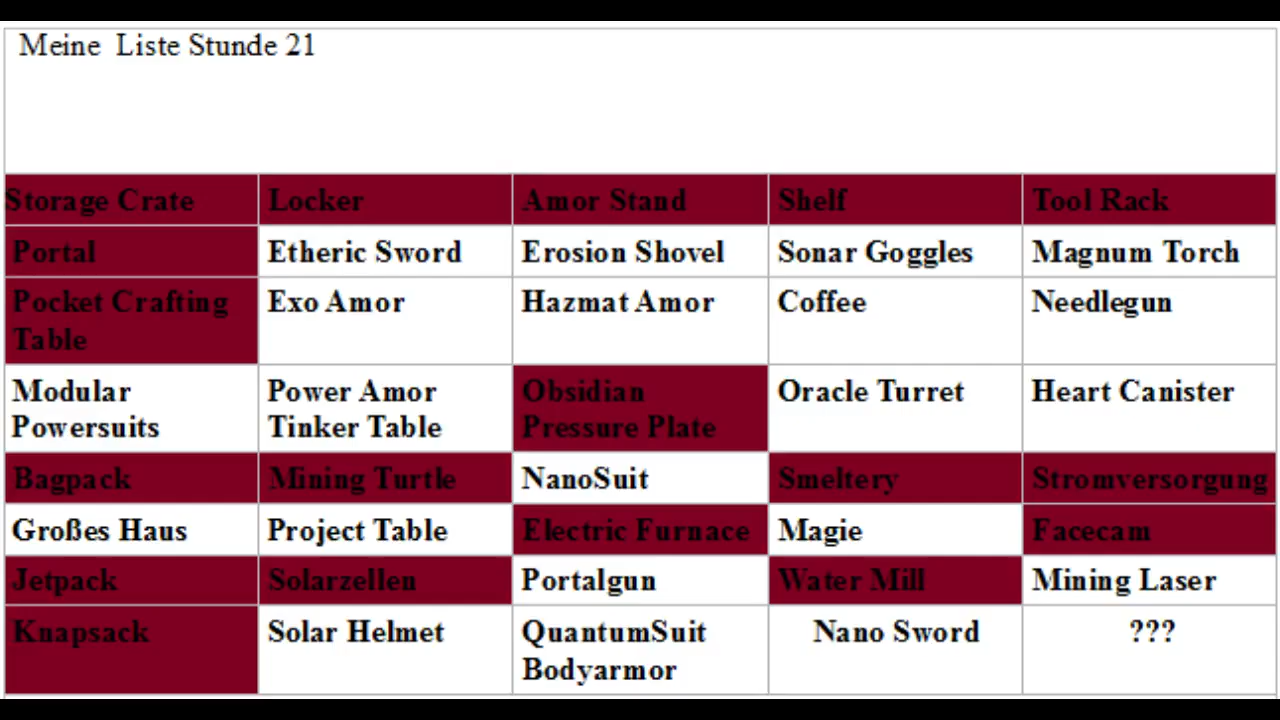 Meine Liste Stunde 21
Storage Crate Locker Amor Stand Shelf Tool Rack
Portal Etheric Sword Erosion Shovel Sonar Goggles Magnum Torch
Pocket Crafting Exo Amor Hazmat Amor Coffee Needlegun
Table
Modular Power Amor Obsidian Oracle Turret Heart Canister
Powersuits Tinker Table Pressure Plate
Bagpack Mining Turtle NanoSuit Smeltery Stromversorgung
Großes Haus Project Table Electric Furnace Magie Facecam
Jetpack Solarzellen Portalgun Water Mill Mining Laser
Knapsack Solar Helmet QuantumSuit Nano Sword ???
Bodyarmor